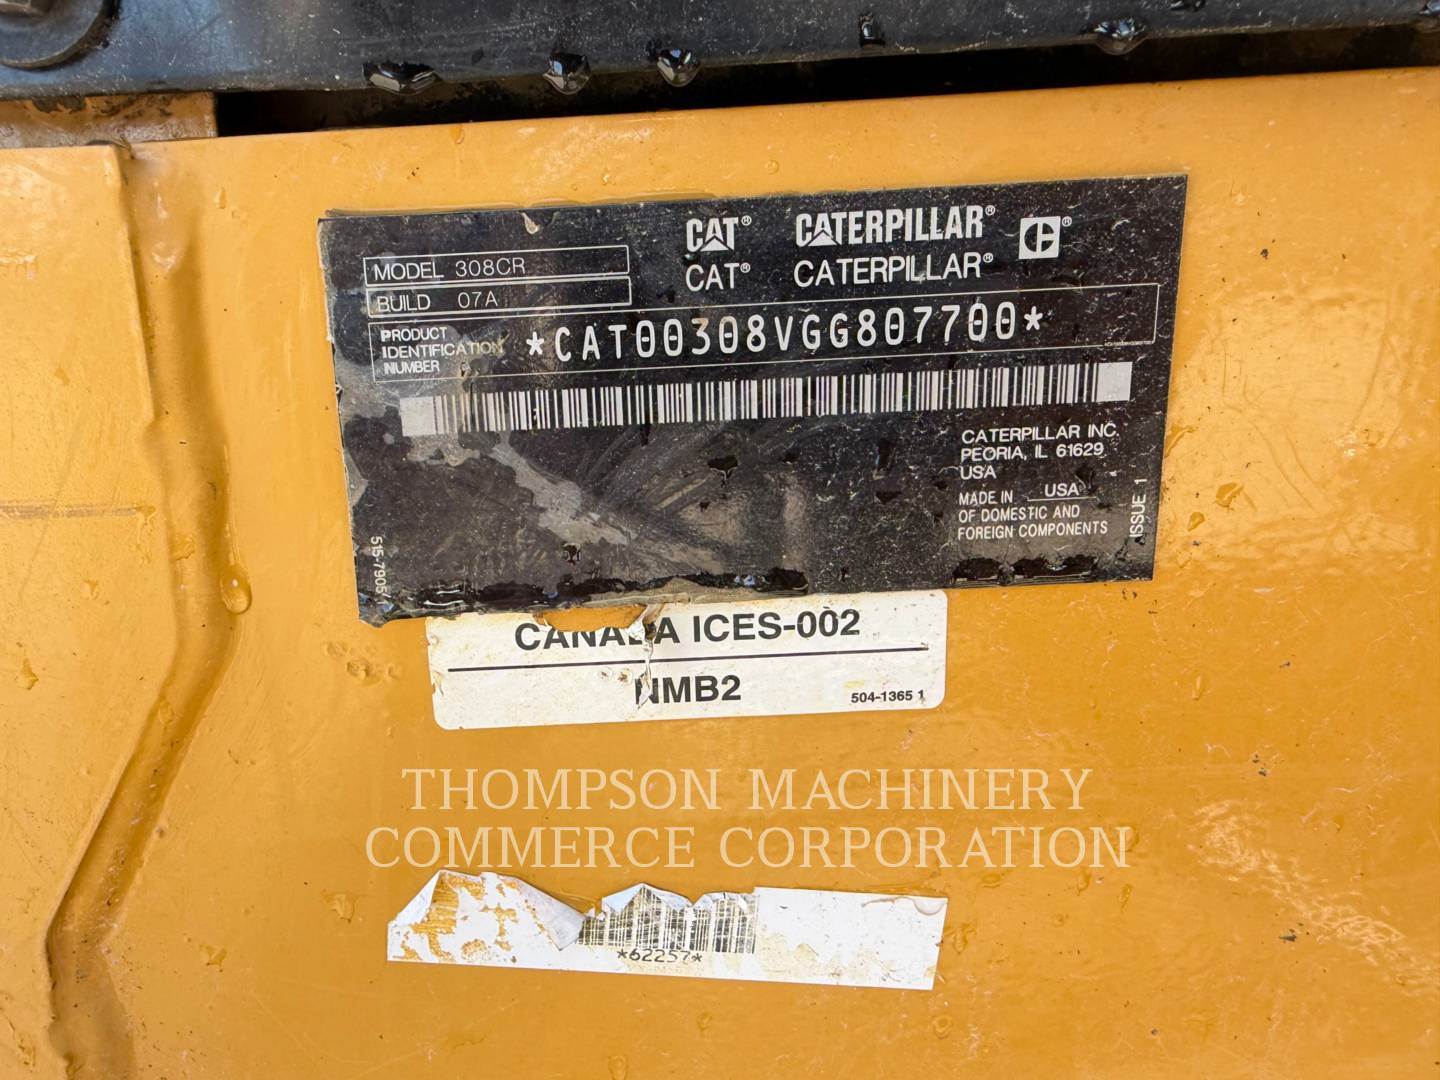 CAT® CATERPILLAR® C®
CAT® CATERPILLAR®
MODEL 308CR
BUILD 07A
PRODUCT
IDENTIFICATION
NUMBER
*CAT00308VGG807700*
CATERPILLAR INC.
PEORIA, IL 61629
USA
MADE IN USA
OF DOMESTIC AND
FOREIGN COMPONENTS
ISSUE 1
515-7905
CANADA ICES-002
NMB2
504-1365 1
THOMPSON MACHINERY
COMMERCE CORPORATION
*62257*